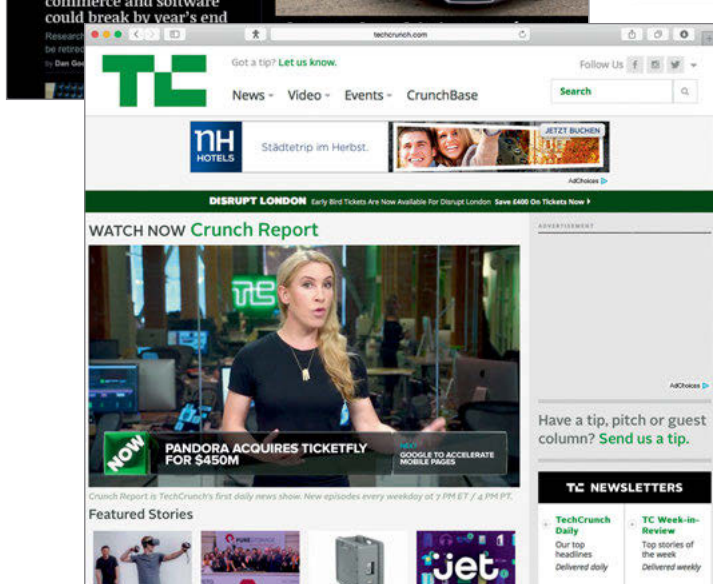 commerce and software
could break by year's end
Research
be retroc
by Dan Goo
techcrunch.com
Got a tip? Let us know.
Follow Us
TC
News
Video
Events
CrunchBase
Search
nH
HOTELS
Städtetrip im Herbst.
JETZT BUCHEN
AdChoices
DISRUPT LONDON Early Bird Tickets Are Now Available For Disrupt London Save £400 On Tickets Now
WATCH NOW Crunch Report
ADVERTISEMENT
TC
AdChoices
NOW
PANDORA ACQUIRES TICKETFLY
FOR $450M
NEXT
GOOGLE TO ACCELERATE
MOBILE PAGES
Have a tip, pitch or guest
column? Send us a tip.
Crunch Report is TechCrunch's first daily news show. New episodes every weekday at 7 PM ET / 4 PM PT.
Featured Stories
TC NEWSLETTERS
TechCrunch
Daily
Our top
headlines
Delivered daily
TC Week-in-
Review
Top stories of
the week
Delivered weekly
PURESTORAGE
jet